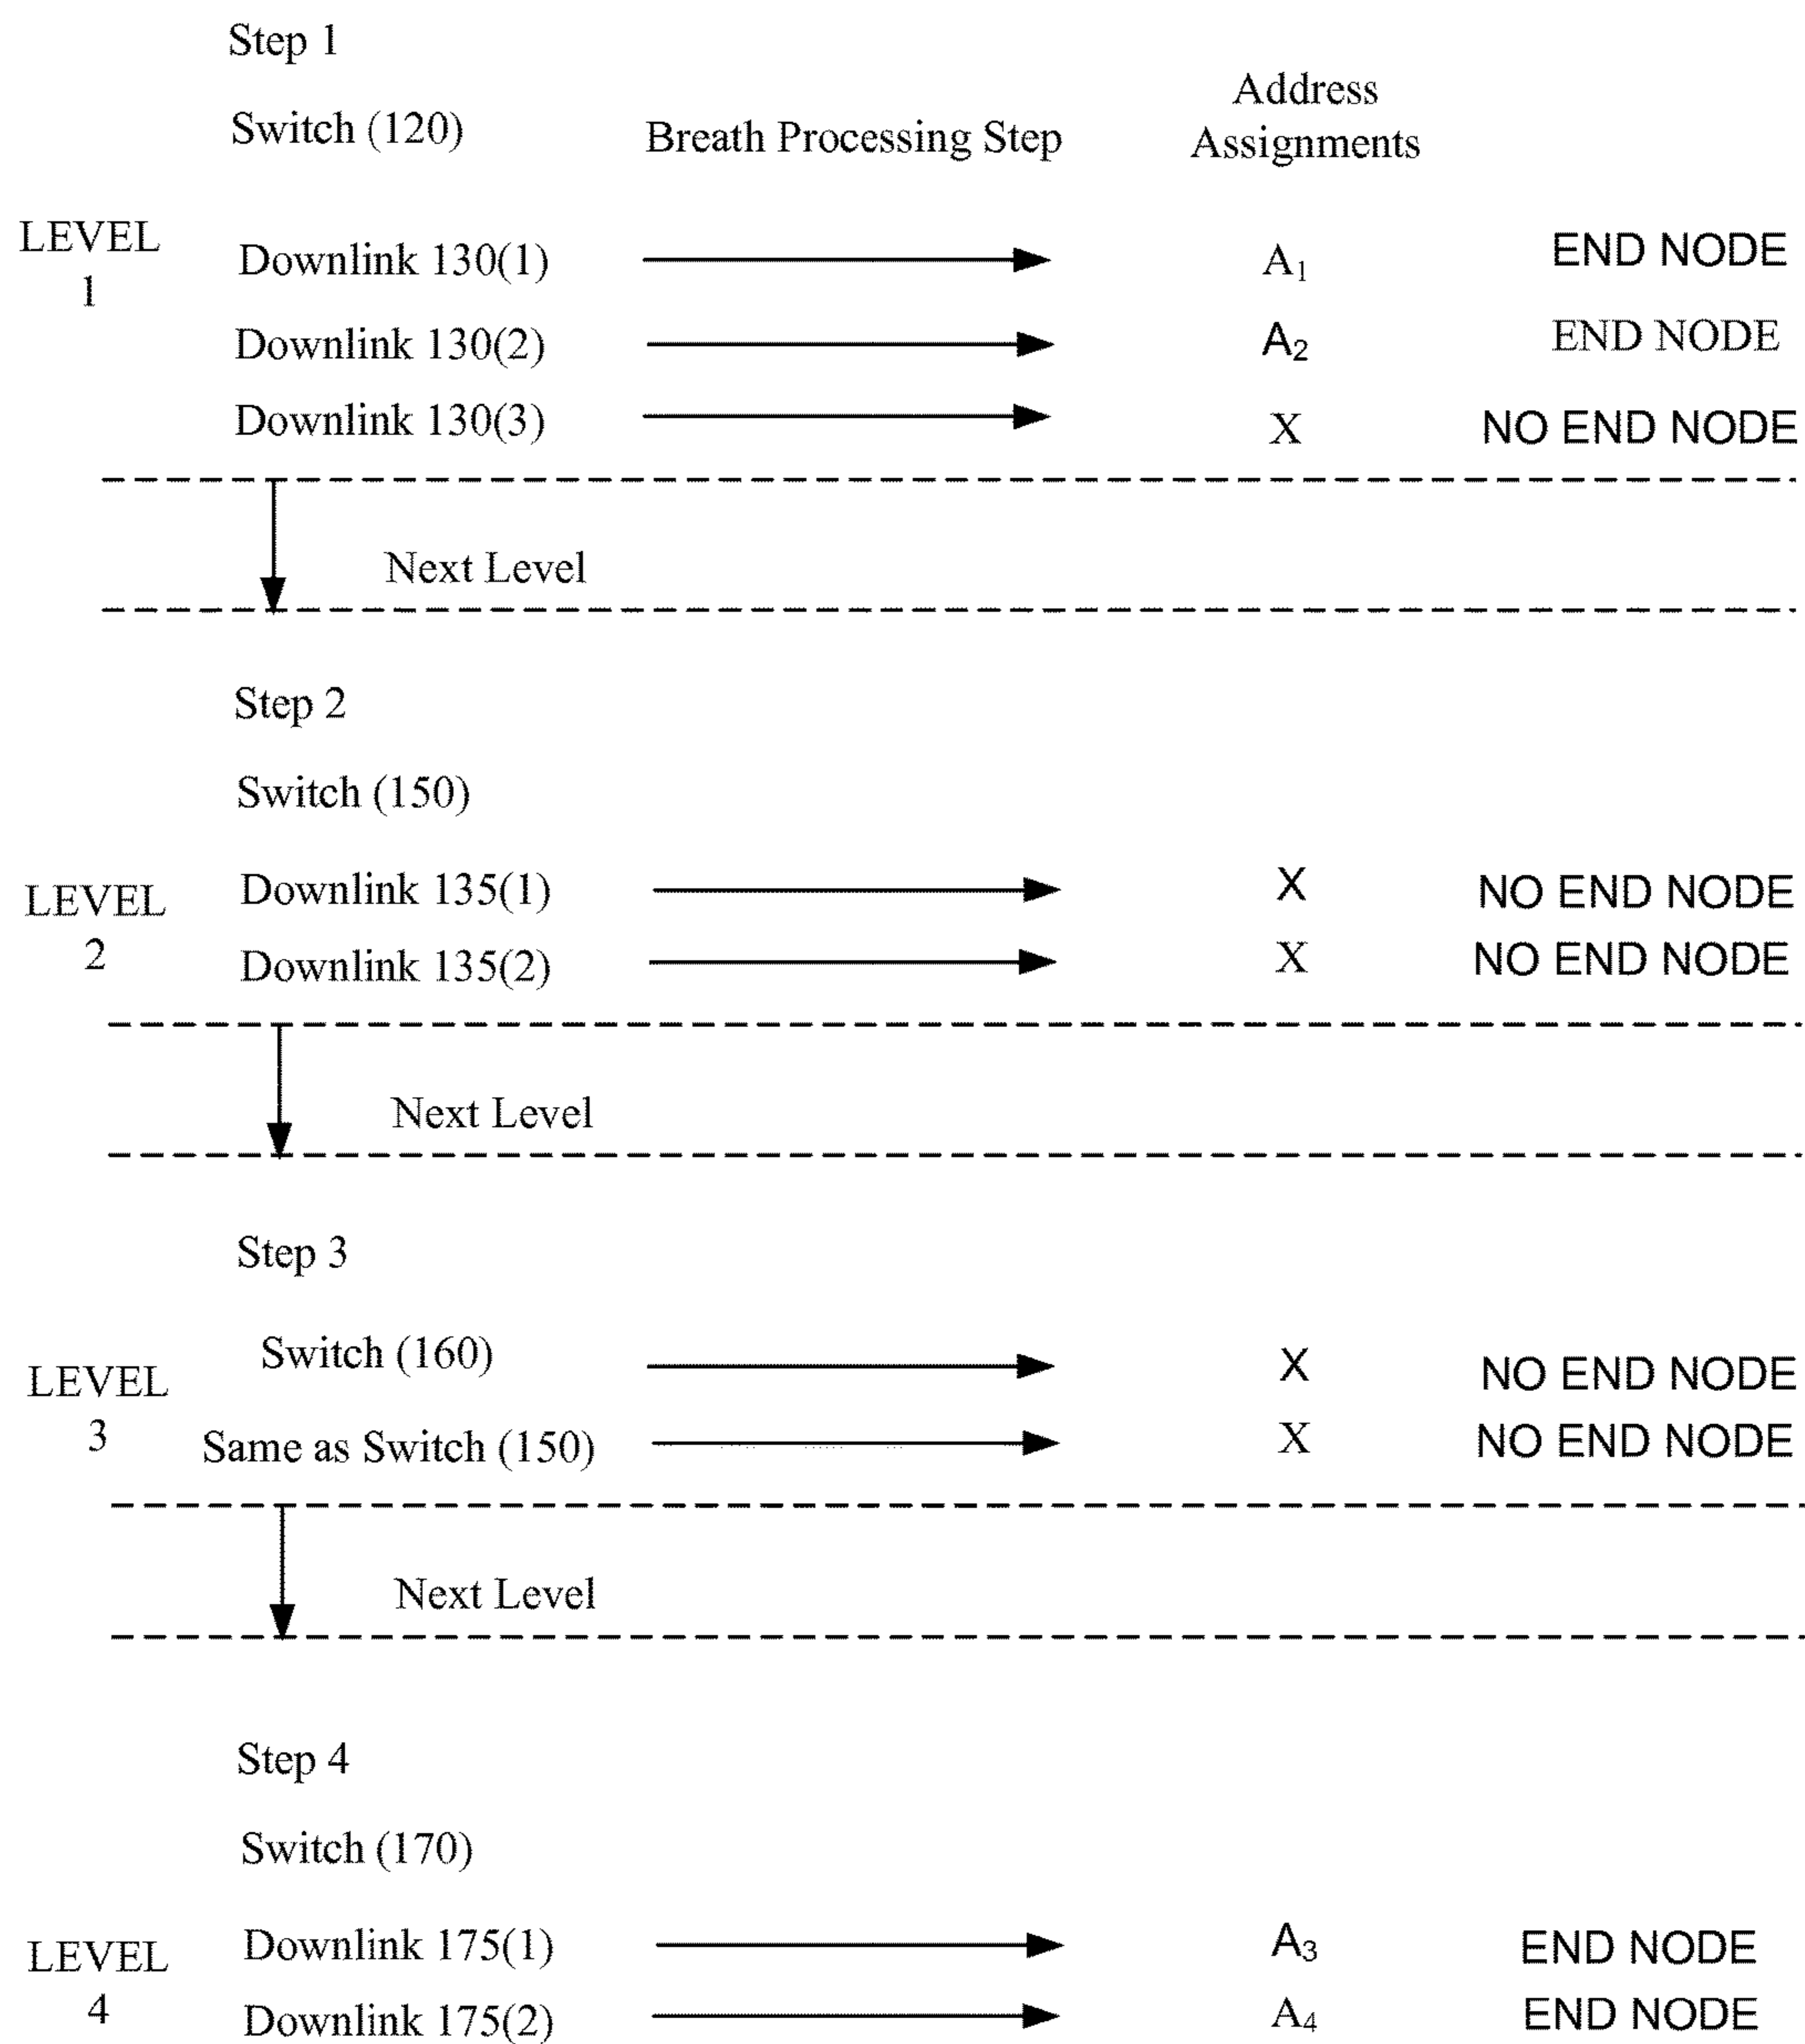 Step 1
Switch (120)
Breath Processing Step
Address
Assignments
LEVEL
1
Downlink 130(1)
A₁
END NODE
Downlink 130(2)
A₂
END NODE
Downlink 130(3)
X
NO END NODE
Next Level
Step 2
Switch (150)
LEVEL
2
Downlink 135(1)
X
NO END NODE
Downlink 135(2)
X
NO END NODE
Next Level
Step 3
LEVEL
3
Switch (160)
X
NO END NODE
Same as Switch (150)
X
NO END NODE
Next Level
Step 4
Switch (170)
LEVEL
4
Downlink 175(1)
A₃
END NODE
Downlink 175(2)
A₄
END NODE